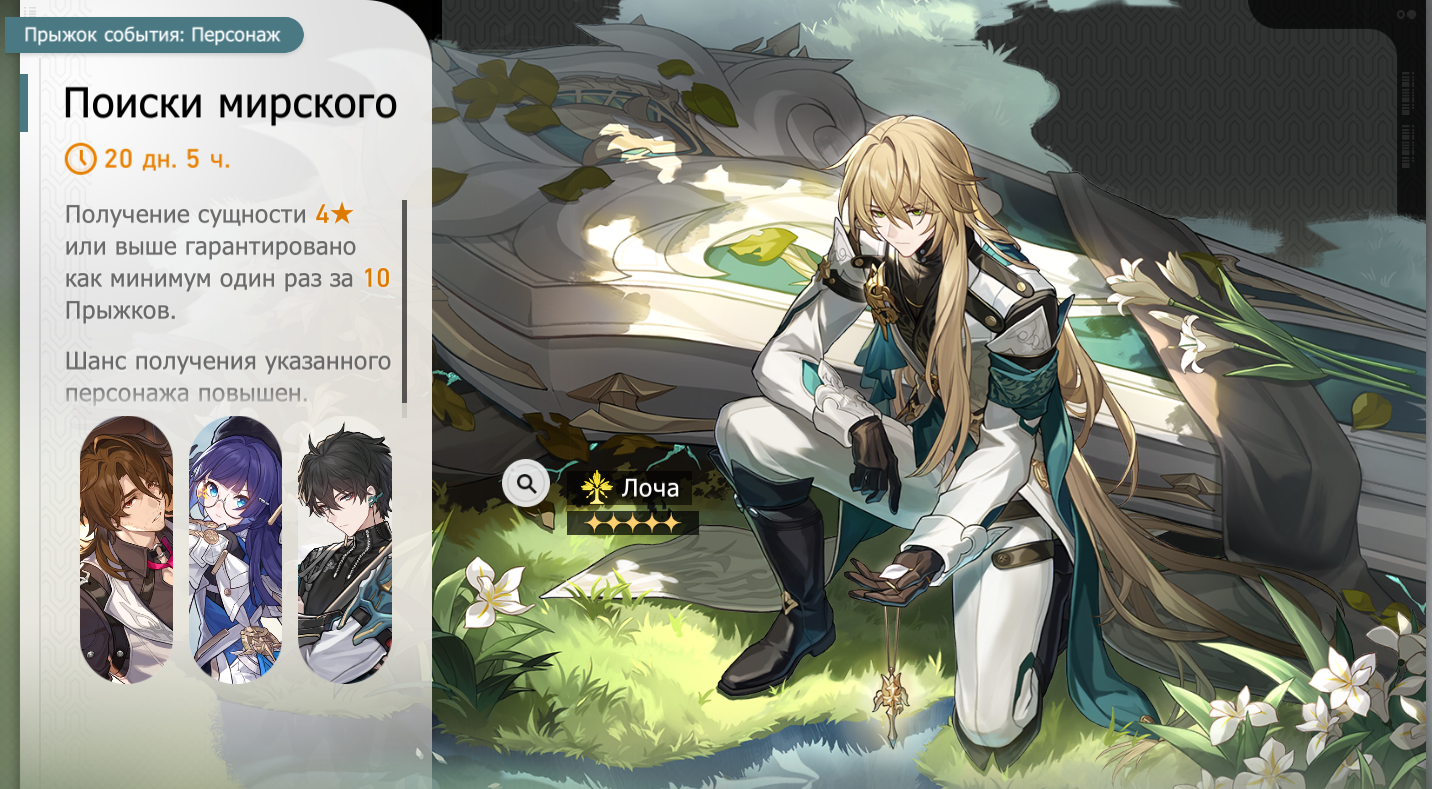 Прыжок события: Персонаж
Поиски мирского
20 дн. 5 ч.
Получение сущности 4★
или выше гарантировано
как минимум один раз за 10
Прыжков.
Шанс получения указанного
персонажа повышен.
Лоча